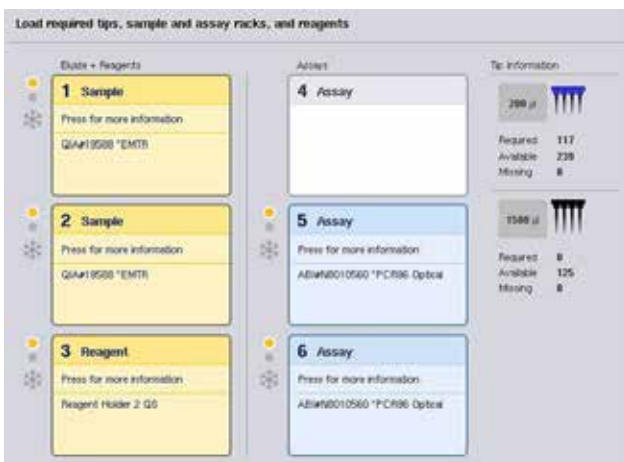 Load required tips, sample and assay racks, and reagents
Eluate + Reagents
Assays
Tip Information
1 Sample
Press for more information
QIA#19588 *EMTR
4 Assay
200 µl
Required 117
Available 239
Missing 0
2 Sample
Press for more information
QIA#19588 *EMTR
5 Assay
Press for more information
ABI#N8010560 *PCR96 Optical
1500 µl
Required 0
Available 125
Missing 0
3 Reagent
Press for more information
Reagent Holder 2 QS
6 Assay
Press for more information
ABI#N8010560 *PCR96 Optical